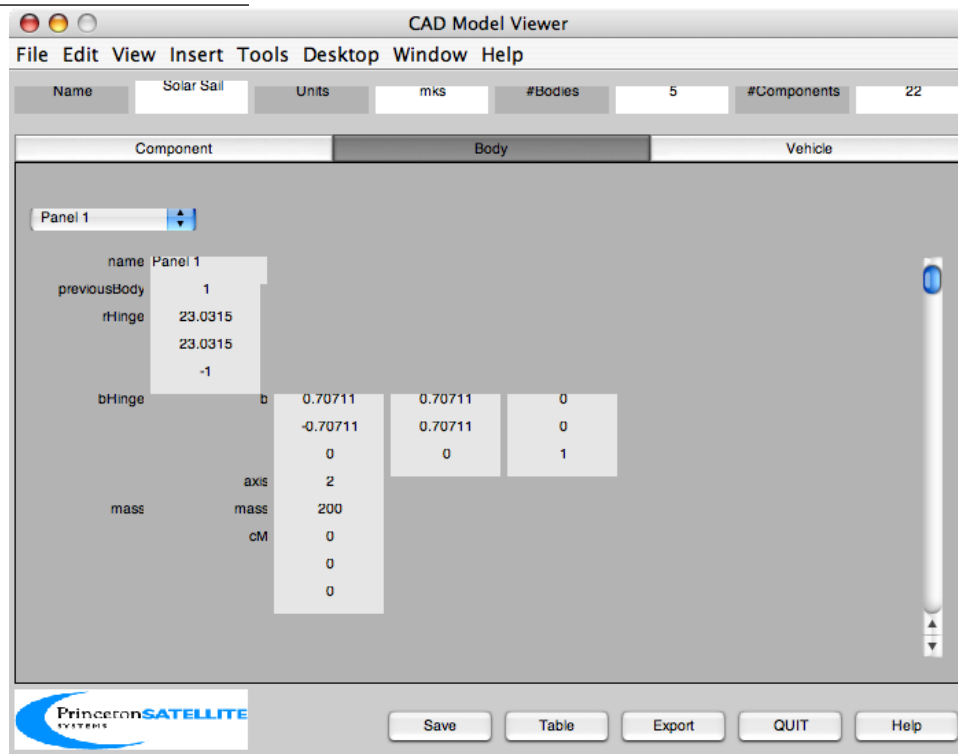 CAD Model Viewer
File Edit View Insert Tools Desktop Window Help
Name Solar Sail Units mks #Bodies 5 #Components 22
Component Body Vehicle
Panel 1
name Panel 1
previousBody 1
rHinge 23.0315
23.0315
-1
bHinge b 0.70711 0.70711 0
-0.70711 0.70711 0
0 0 1
axis 2
mass mass 200
cM 0
0
0
PrincetonSATELLITE
SYSTEMS
Save Table Export QUIT Help